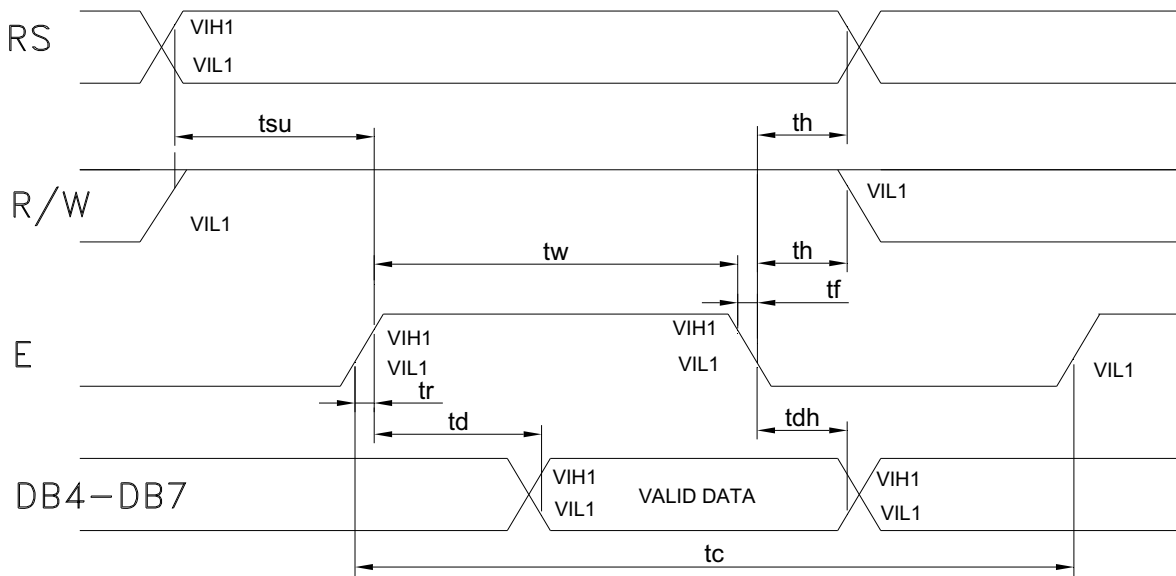 RS
VIH1
VIL1
tsu
th
R/W
VIL1
VIL1
tw
th
tf
E
VIH1
VIL1
VIH1
VIL1
VIL1
tr
td
tdh
DB4-DB7
VIH1
VIL1
VALID DATA
VIH1
VIL1
tc